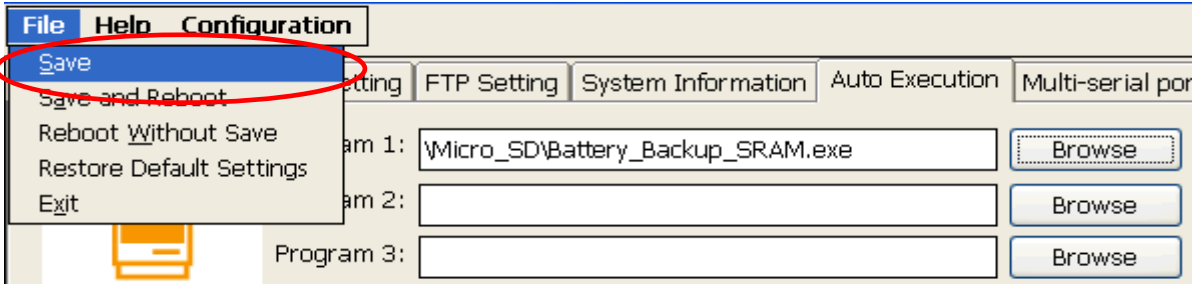 File Help Configuration
Save
Save and Reboot
Reboot Without Save
Restore Default Settings
Exit
etting FTP Setting System Information Auto Execution Multi-serial por
am 1: \Micro_SD\Battery_Backup_SRAM.exe Browse
am 2: Browse
Program 3: Browse